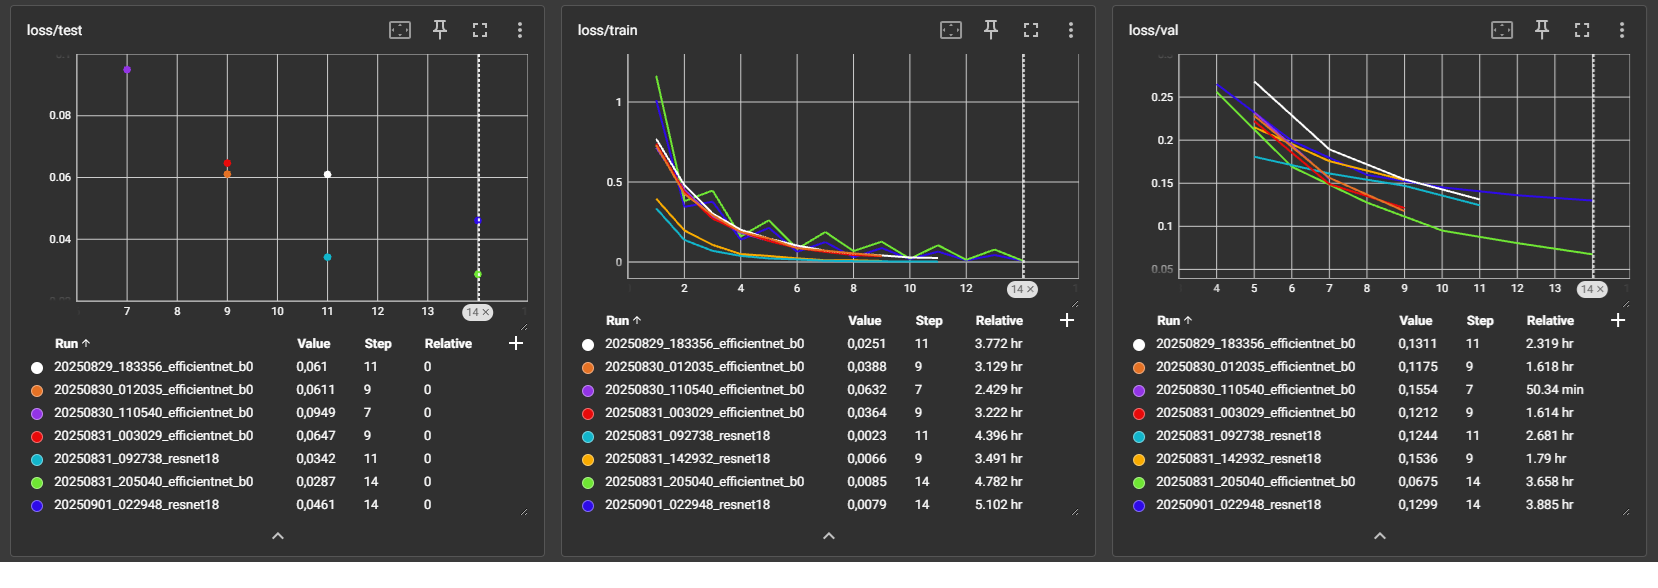 loss/test
0.08
0.06
0.04
7 8 9 10 11 12 13 14 ×
Run ↑ Value Step Relative +
20250829_183356_efficientnet_b0 0,061 11 0
20250830_012035_efficientnet_b0 0,0611 9 0
20250830_110540_efficientnet_b0 0,0949 7 0
20250831_003029_efficientnet_b0 0,0647 9 0
20250831_092738_resnet18 0,0342 11 0
20250831_205040_efficientnet_b0 0,0287 14 0
20250901_022948_resnet18 0,0461 14 0
loss/train
1
0.5
0
2 4 6 8 10 12 14 ×
Run ↑ Value Step Relative +
20250829_183356_efficientnet_b0 0,0251 11 3.772 hr
20250830_012035_efficientnet_b0 0,0388 9 3.129 hr
20250830_110540_efficientnet_b0 0,0632 7 2.429 hr
20250831_003029_efficientnet_b0 0,0364 9 3.222 hr
20250831_092738_resnet18 0,0023 11 4.396 hr
20250831_142932_resnet18 0,0066 9 3.491 hr
20250831_205040_efficientnet_b0 0,0085 14 4.782 hr
20250901_022948_resnet18 0,0079 14 5.102 hr
loss/val
0.25
0.2
0.15
0.1
0.05
4 5 6 7 8 9 10 11 12 13 14 ×
Run ↑ Value Step Relative +
20250829_183356_efficientnet_b0 0,1311 11 2.319 hr
20250830_012035_efficientnet_b0 0,1175 9 1.618 hr
20250830_110540_efficientnet_b0 0,1554 7 50.34 min
20250831_003029_efficientnet_b0 0,1212 9 1.614 hr
20250831_092738_resnet18 0,1244 11 2.681 hr
20250831_142932_resnet18 0,1536 9 1.79 hr
20250831_205040_efficientnet_b0 0,0675 14 3.658 hr
20250901_022948_resnet18 0,1299 14 3.885 hr